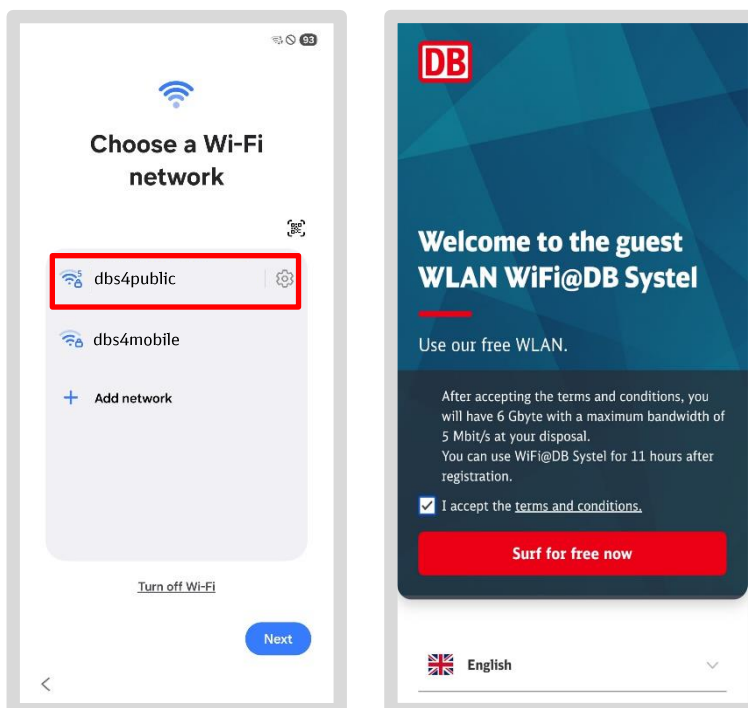 93
Choose a Wi-Fi
network
5
dbs4public
dbs4mobile
Add network
Turn off Wi-Fi
Next
DB
Welcome to the guest
WLAN WiFi@DB Systel
Use our free WLAN.
After accepting the terms and conditions, you
will have 6 Gbyte with a maximum bandwidth of
5 Mbit/s at your disposal.
You can use WiFi@DB Systel for 11 hours after
registration.
I accept the terms and conditions.
Surf for free now
English